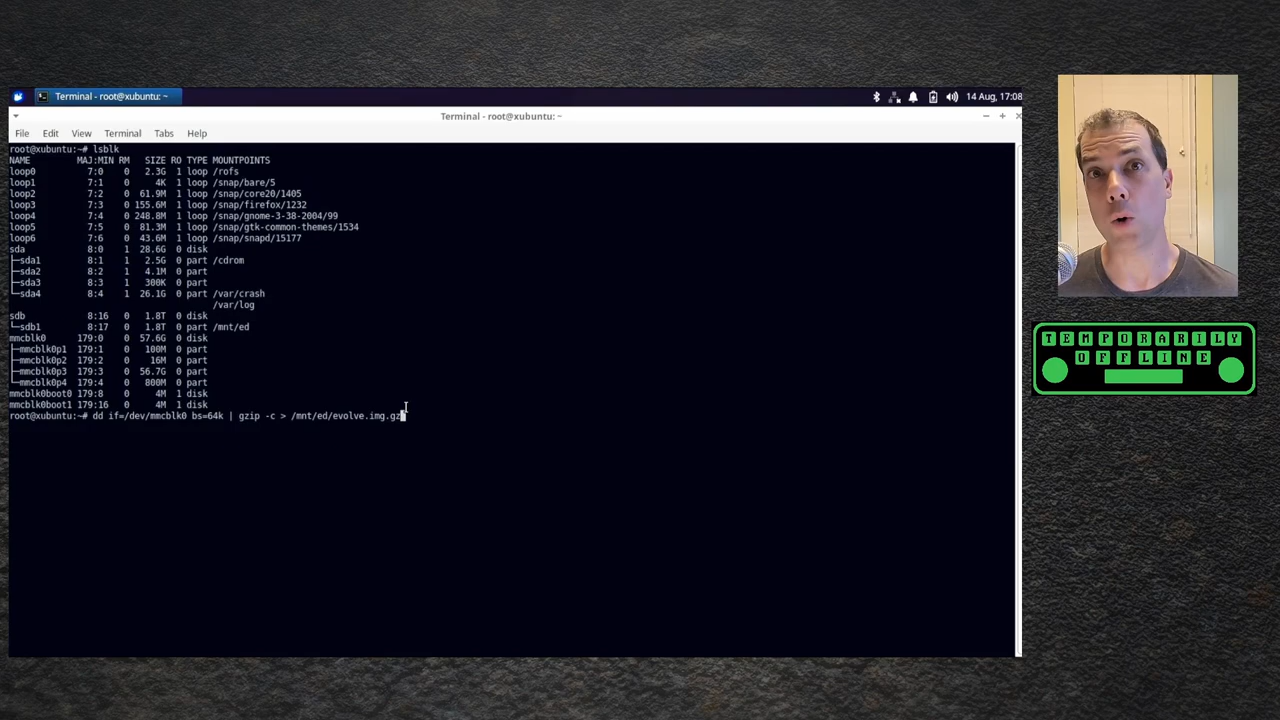 Terminal - root@xubuntu: ~
14 Aug, 17:08
Terminal - root@xubuntu: ~
File Edit View Terminal Tabs Help
root@xubuntu:~# lsblk
NAME MAJ:MIN RM SIZE RO TYPE MOUNTPOINTS
loop0 7:0 0 2.3G 1 loop /rofs
loop1 7:1 0 4K 1 loop /snap/bare/5
loop2 7:2 0 61.9M 1 loop /snap/core20/1405
loop3 7:3 0 155.6M 1 loop /snap/firefox/1232
loop4 7:4 0 248.8M 1 loop /snap/gnome-3-38-2004/99
loop5 7:5 0 81.3M 1 loop /snap/gtk-common-themes/1534
loop6 7:6 0 43.6M 1 loop /snap/snapd/15177
sda 8:0 1 28.6G 0 disk
├─sda1 8:1 1 2.5G 0 part /cdrom
├─sda2 8:2 1 4.1M 0 part
├─sda3 8:3 1 300K 0 part
└─sda4 8:4 1 26.1G 0 part /var/crash
/var/log
sdb 8:16 0 1.8T 0 disk
└─sdb1 8:17 0 1.8T 0 part /mnt/ed
mmcblk0 179:0 0 57.6G 0 disk
├─mmcblk0p1 179:1 0 100M 0 part
├─mmcblk0p2 179:2 0 16M 0 part
├─mmcblk0p3 179:3 0 56.7G 0 part
└─mmcblk0p4 179:4 0 800M 0 part
mmcblk0boot0 179:8 0 4M 1 disk
mmcblk0boot1 179:16 0 4M 1 disk
root@xubuntu:~# dd if=/dev/mmcblk0 bs=64k | gzip -c > /mnt/ed/evolve.img.gz
TEMPORARILY
OFFLINE